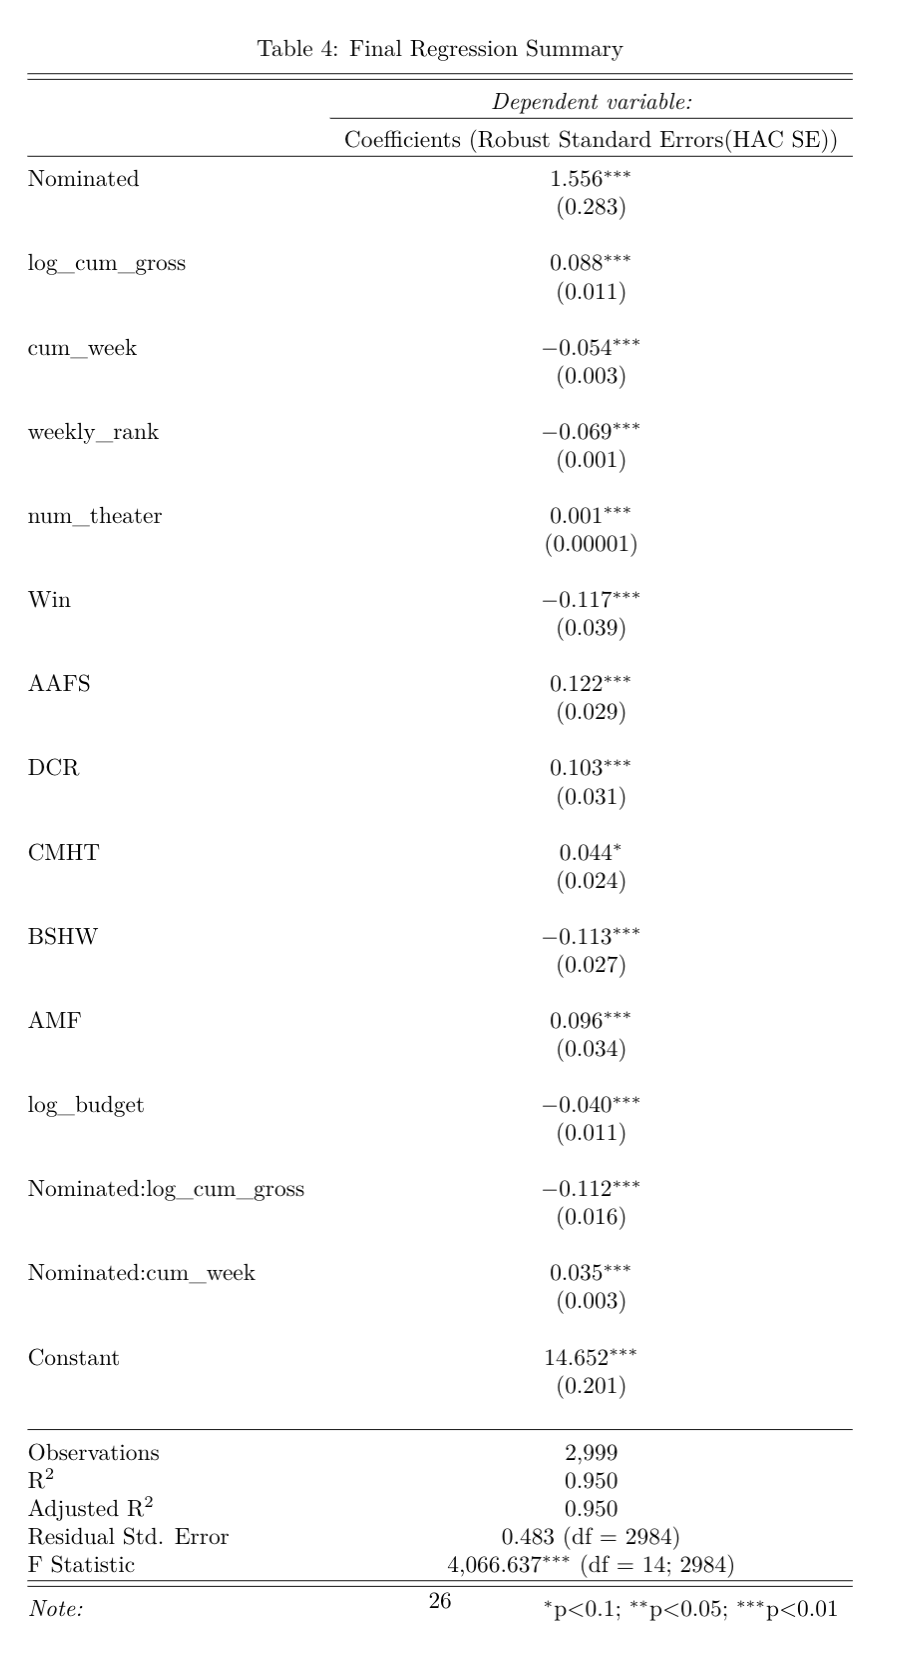 Table 4: Final Regression Summary
Dependent variable:
Coefficients (Robust Standard Errors(HAC SE))
Nominated 1.556***
(0.283)
log_cum_gross 0.088***
(0.011)
cum_week −0.054***
(0.003)
weekly_rank −0.069***
(0.001)
num_theater 0.001***
(0.00001)
Win −0.117***
(0.039)
AAFS 0.122***
(0.029)
DCR 0.103***
(0.031)
CMHT 0.044*
(0.024)
BSHW −0.113***
(0.027)
AMF 0.096***
(0.034)
log_budget −0.040***
(0.011)
Nominated:log_cum_gross −0.112***
(0.016)
Nominated:cum_week 0.035***
(0.003)
Constant 14.652***
(0.201)
Observations 2,999
R² 0.950
Adjusted R² 0.950
Residual Std. Error 0.483 (df = 2984)
F Statistic 4,066.637*** (df = 14; 2984)
Note: *p<0.1; **p<0.05; ***p<0.01
26